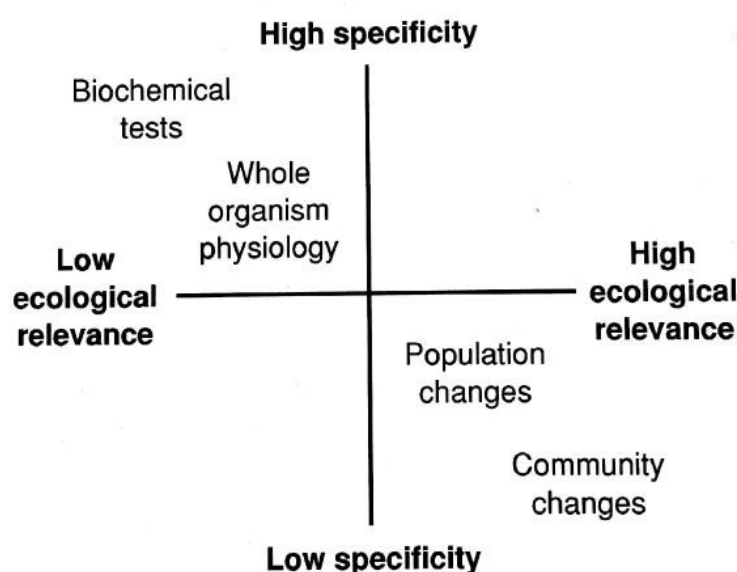 High specificity
Biochemical
tests
Whole
organism
physiology
Low
ecological
relevance
High
ecological
relevance
Population
changes
Community
changes
Low specificity